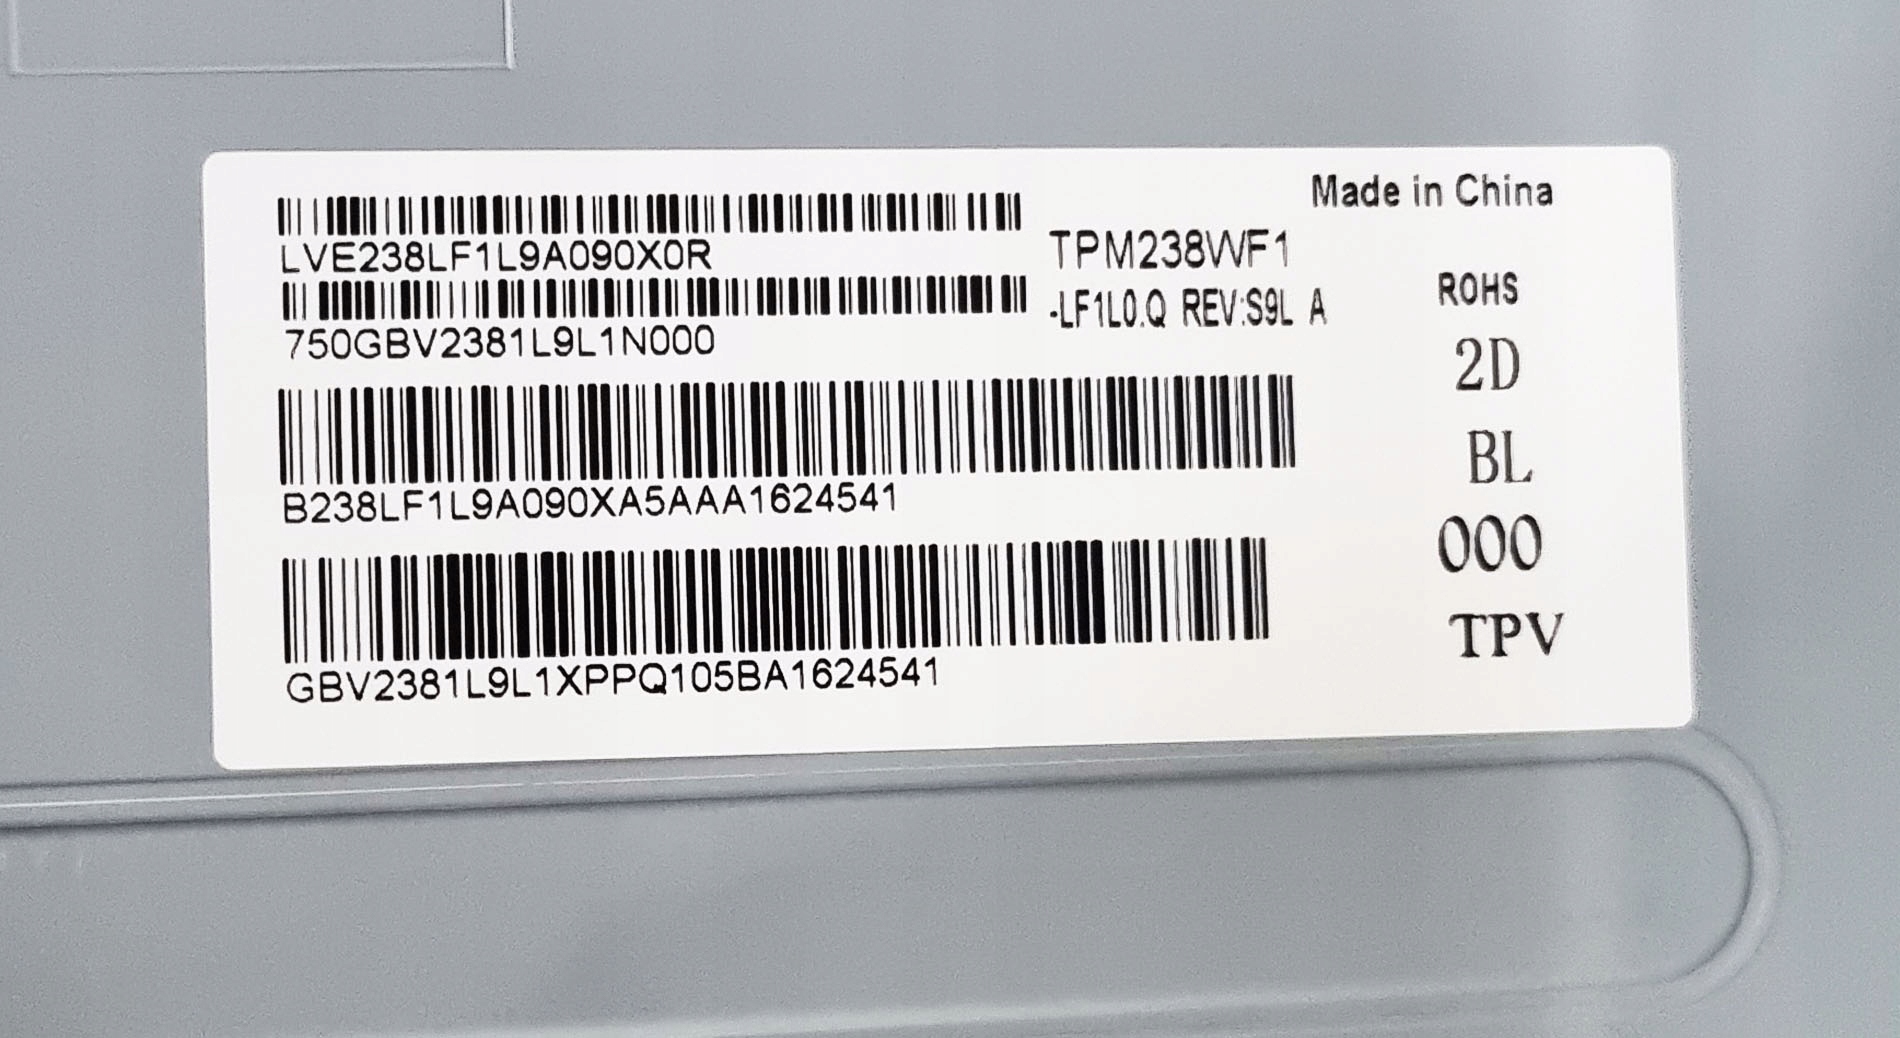 Made in China
LVE238LF1L9A090X0R
TPM238WF1
750GBV2381L9L1N000
-LF1L0.Q REV:S9L A
ROHS
2D
B238LF1L9A090XA5AAA1624541
BL
000
GBV2381L9L1XPPQ105BA1624541
TPV